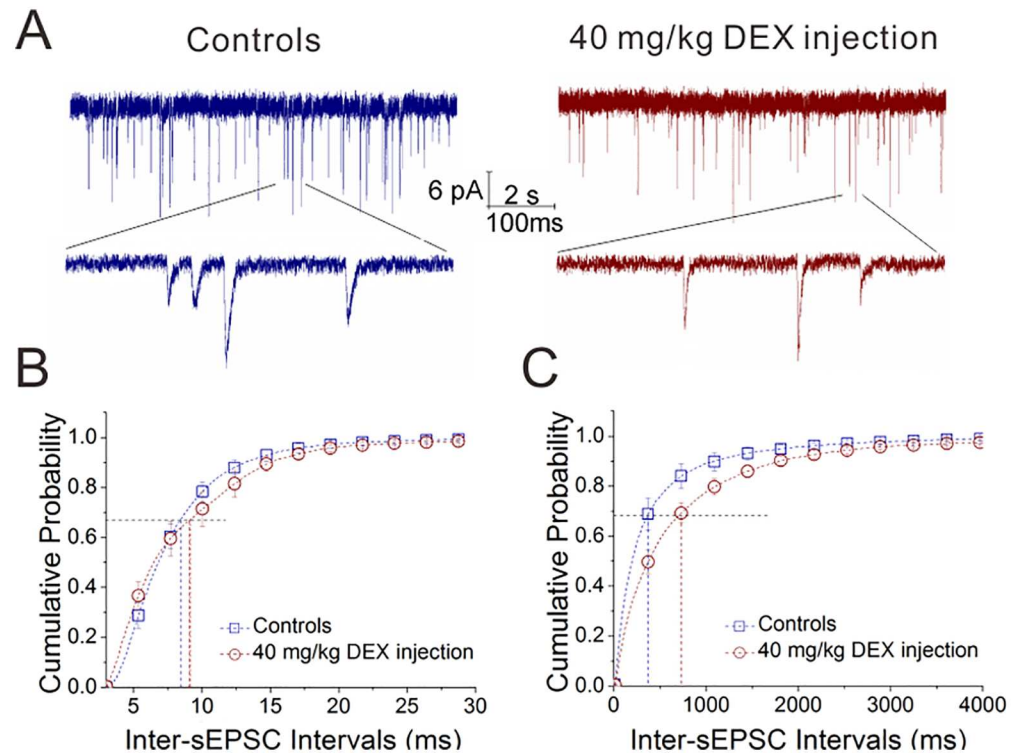 A
Controls
40 mg/kg DEX injection
6 pA
2 s
100ms
B
Cumulative Probability
1.0
0.8
0.6
0.4
0.2
0.0
5
10
15
20
25
30
Controls
40 mg/kg DEX injection
Inter-sEPSC Intervals (ms)
C
Cumulative Probability
1.0
0.8
0.6
0.4
0.2
0.0
0
1000
2000
3000
4000
Controls
40 mg/kg DEX injection
Inter-sEPSC Intervals (ms)